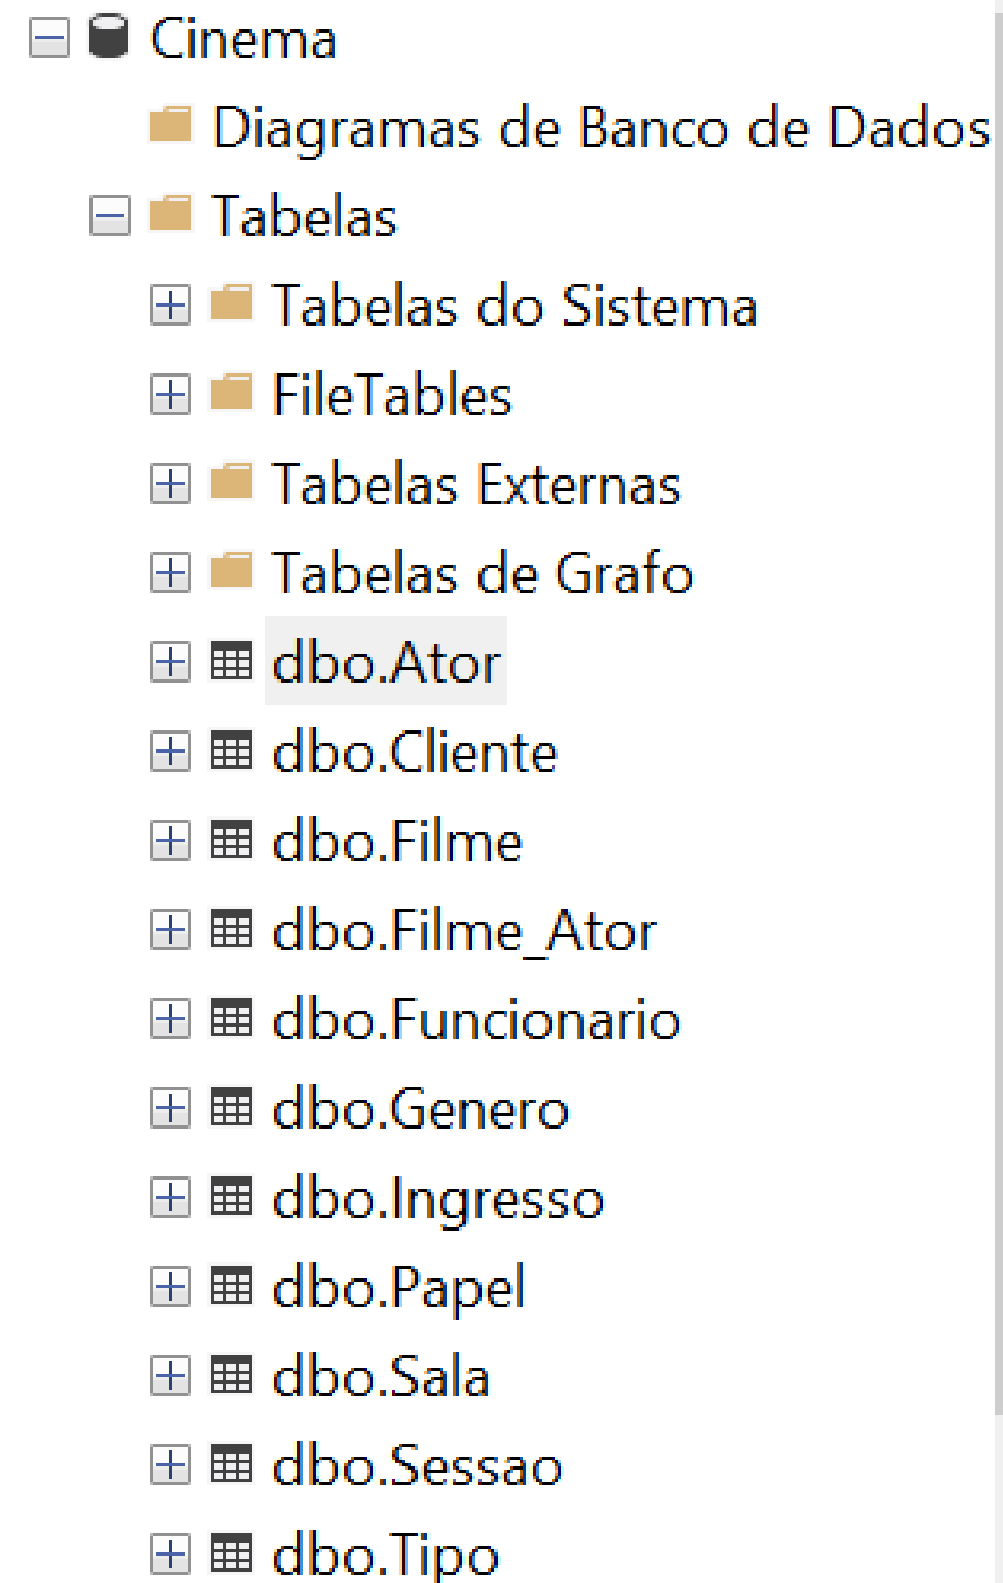 Cinema
Diagramas de Banco de Dados
Tabelas
Tabelas do Sistema
FileTables
Tabelas Externas
Tabelas de Grafo
dbo.Ator
dbo.Cliente
dbo.Filme
dbo.Filme_Ator
dbo.Funcionario
dbo.Genero
dbo.Ingresso
dbo.Papel
dbo.Sala
dbo.Sessao
dbo.Tipo